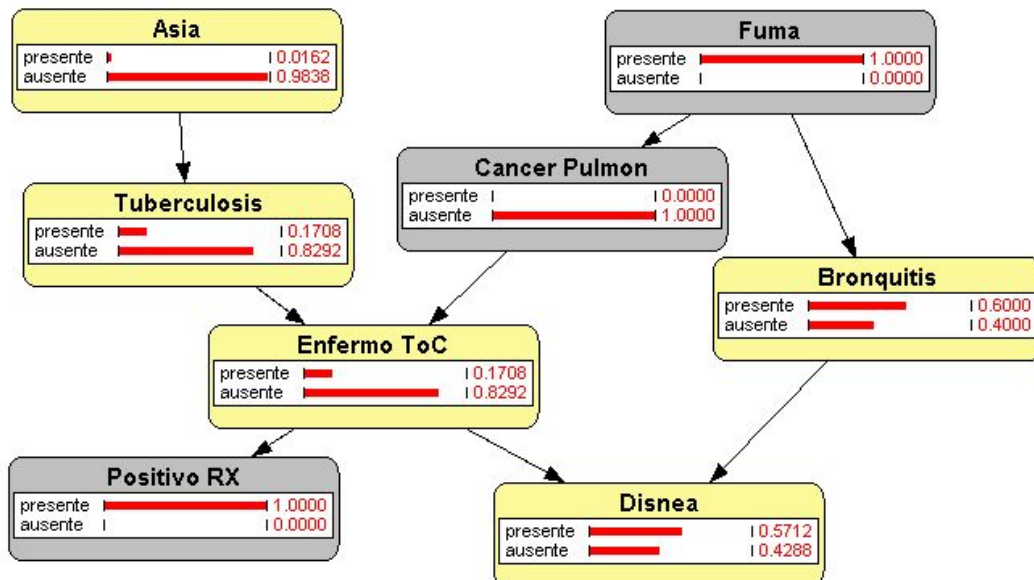 Asia
presente 0.0162
ausente 0.9838
Fuma
presente 1.0000
ausente 0.0000
Cancer Pulmon
presente 0.0000
ausente 1.0000
Tuberculosis
presente 0.1708
ausente 0.8292
Bronquitis
presente 0.6000
ausente 0.4000
Enfermo ToC
presente 0.1708
ausente 0.8292
Positivo RX
presente 1.0000
ausente 0.0000
Disnea
presente 0.5712
ausente 0.4288